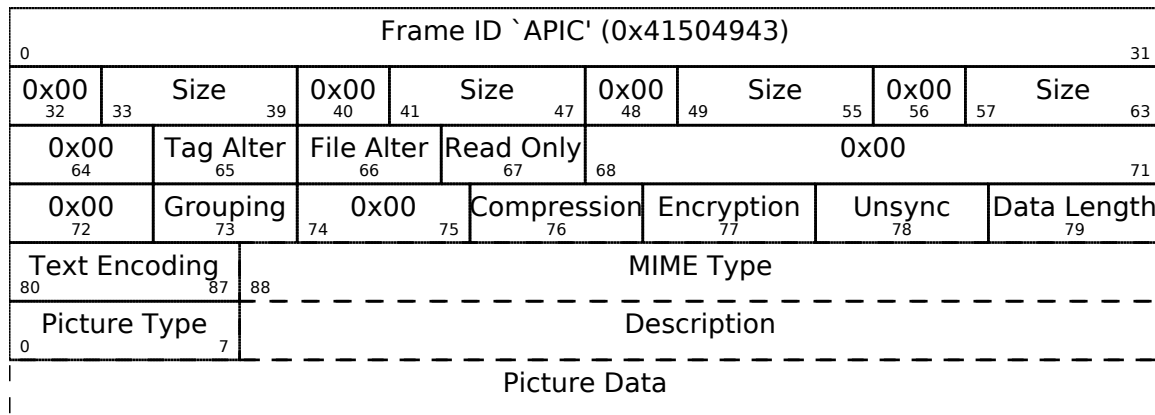 Frame ID `APIC' (0x41504943)
0 31
0x00 Size 0x00 Size 0x00 Size 0x00 Size
32 33 39 40 41 47 48 49 55 56 57 63
0x00 Tag Alter File Alter Read Only 0x00
64 65 66 67 68 71
0x00 Grouping 0x00 Compression Encryption Unsync Data Length
72 73 74 75 76 77 78 79
Text Encoding MIME Type
80 87 88
Picture Type Description
0 7
Picture Data